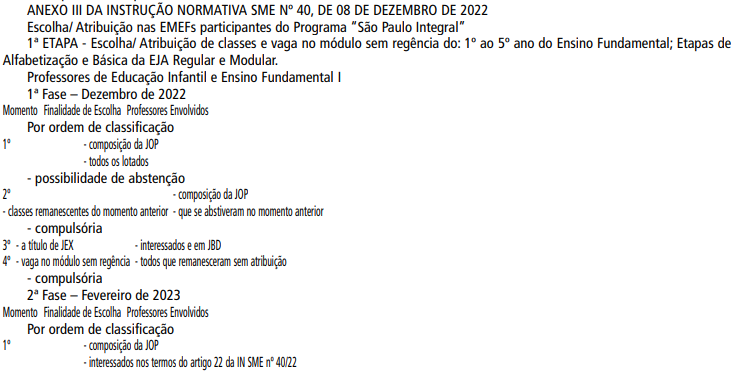 ANEXO III DA INSTRUÇÃO NORMATIVA SME Nº 40, DE 08 DE DEZEMBRO DE 2022
Escolha/ Atribuição nas EMEFs participantes do Programa "São Paulo Integral"
1ª ETAPA - Escolha/ Atribuição de classes e vaga no módulo sem regência do: 1º ao 5º ano do Ensino Fundamental; Etapas de
Alfabetização e Básica da EJA Regular e Modular.
Professores de Educação Infantil e Ensino Fundamental I
1ª Fase – Dezembro de 2022
Momento Finalidade de Escolha Professores Envolvidos
Por ordem de classificação
1º - composição da JOP
- todos os lotados
- possibilidade de abstenção
2º - composição da JOP
- classes remanescentes do momento anterior - que se abstiveram no momento anterior
- compulsória
3º - a título de JEX - interessados e em JBD
4º - vaga no módulo sem regência - todos que remanesceram sem atribuição
- compulsória
2ª Fase – Fevereiro de 2023
Momento Finalidade de Escolha Professores Envolvidos
Por ordem de classificação
1º - composição da JOP
- interessados nos termos do artigo 22 da IN SME nº 40/22